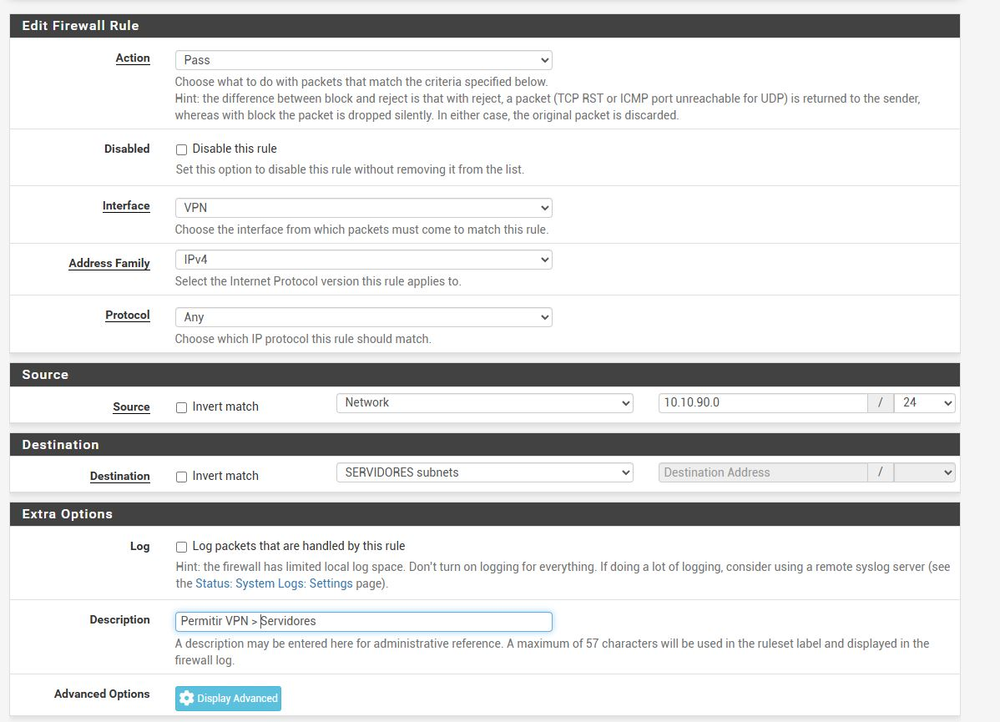 Edit Firewall Rule
Action
Pass
Choose what to do with packets that match the criteria specified below.
Hint: the difference between block and reject is that with reject, a packet (TCP RST or ICMP port unreachable for UDP) is returned to the sender,
whereas with block the packet is dropped silently. In either case, the original packet is discarded.
Disabled
Disable this rule
Set this option to disable this rule without removing it from the list.
Interface
VPN
Choose the interface from which packets must come to match this rule.
Address Family
IPv4
Select the Internet Protocol version this rule applies to.
Protocol
Any
Choose which IP protocol this rule should match.
Source
Source
Invert match
Network
10.10.90.0
/
24
Destination
Destination
Invert match
SERVIDORES subnets
Destination Address
/
Extra Options
Log
Log packets that are handled by this rule
Hint: the firewall has limited local log space. Don't turn on logging for everything. If doing a lot of logging, consider using a remote syslog server (see
the Status: System Logs: Settings page).
Description
Permitir VPN > Servidores
A description may be entered here for administrative reference. A maximum of 57 characters will be used in the ruleset label and displayed in the
firewall log.
Advanced Options
Display Advanced